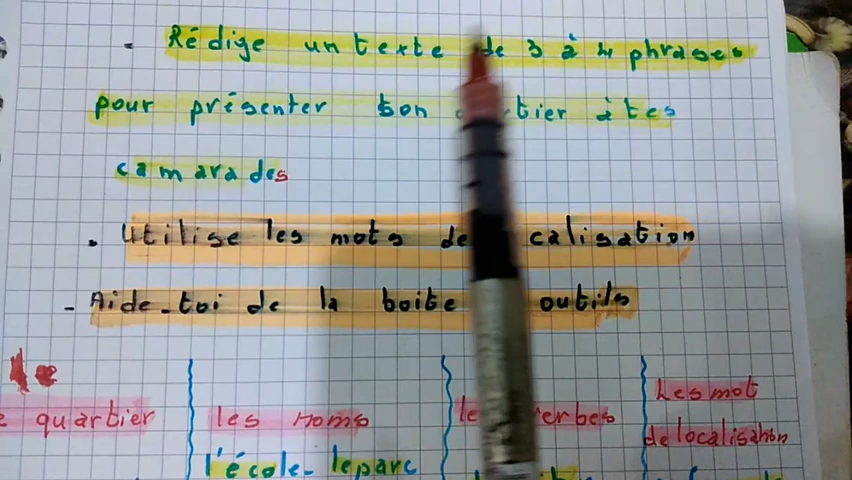 - Rédige un texte de 3 à 4 phrases
pour présenter ton quartier à tes
camarades
. Utilise les mots de calisation
- Aide-toi de la boite outils
quartier les noms les verbes Les mot
de localisation
l'école - le parc